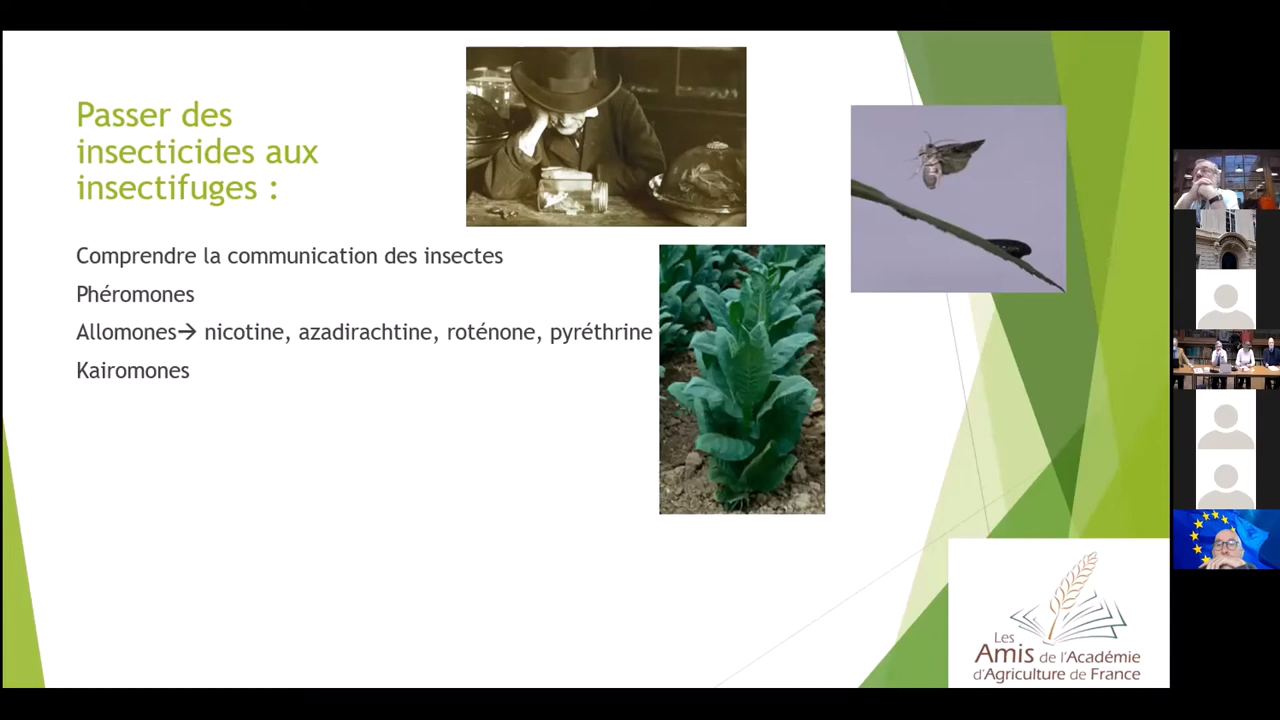 Passer des
insecticides aux
insectifuges :
Comprendre la communication des insectes
Phéromones
Allomones→ nicotine, azadirachtine, roténone, pyréthrine
Kairomones
Les
Amis de l'Académie
d'Agriculture de France